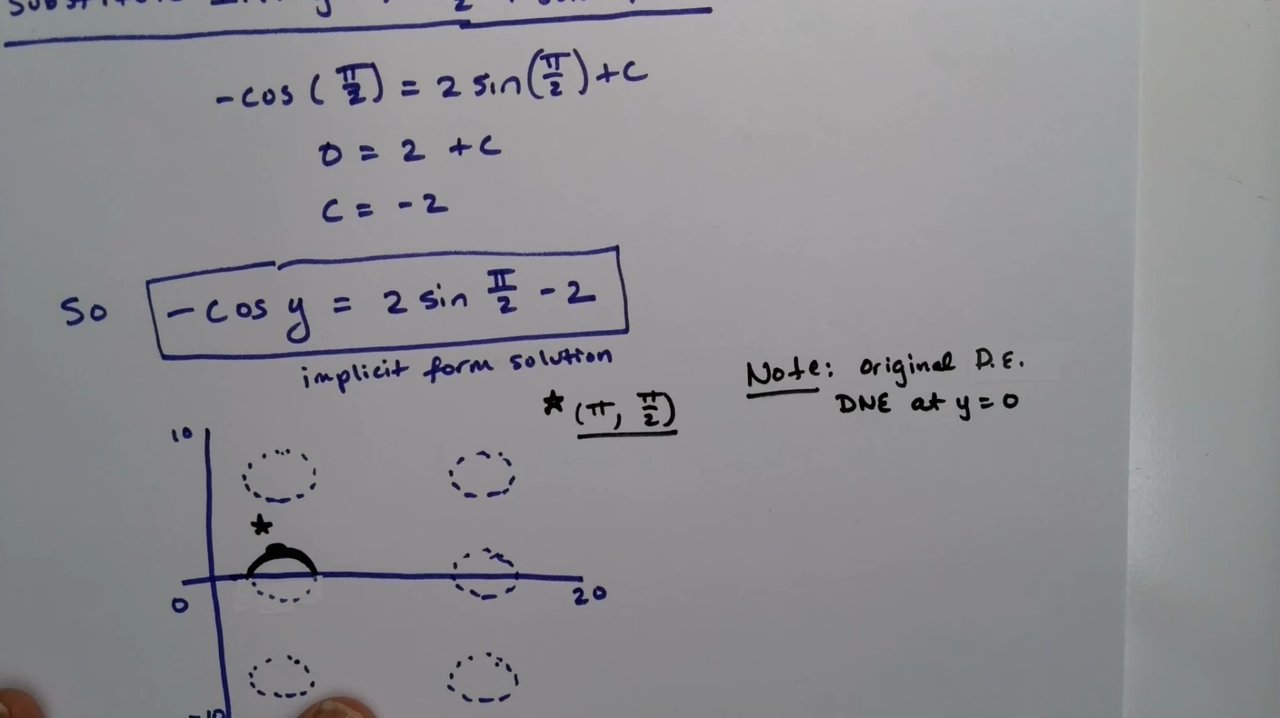 -cos(π/2) = 2 sin(π/2) + c
0 = 2 + c
c = -2
So -cos y = 2 sin π/2 - 2
implicit form solution
* (π, π/2)
Note: original D.E.
DNE at y = 0
10
*
0
20
-10